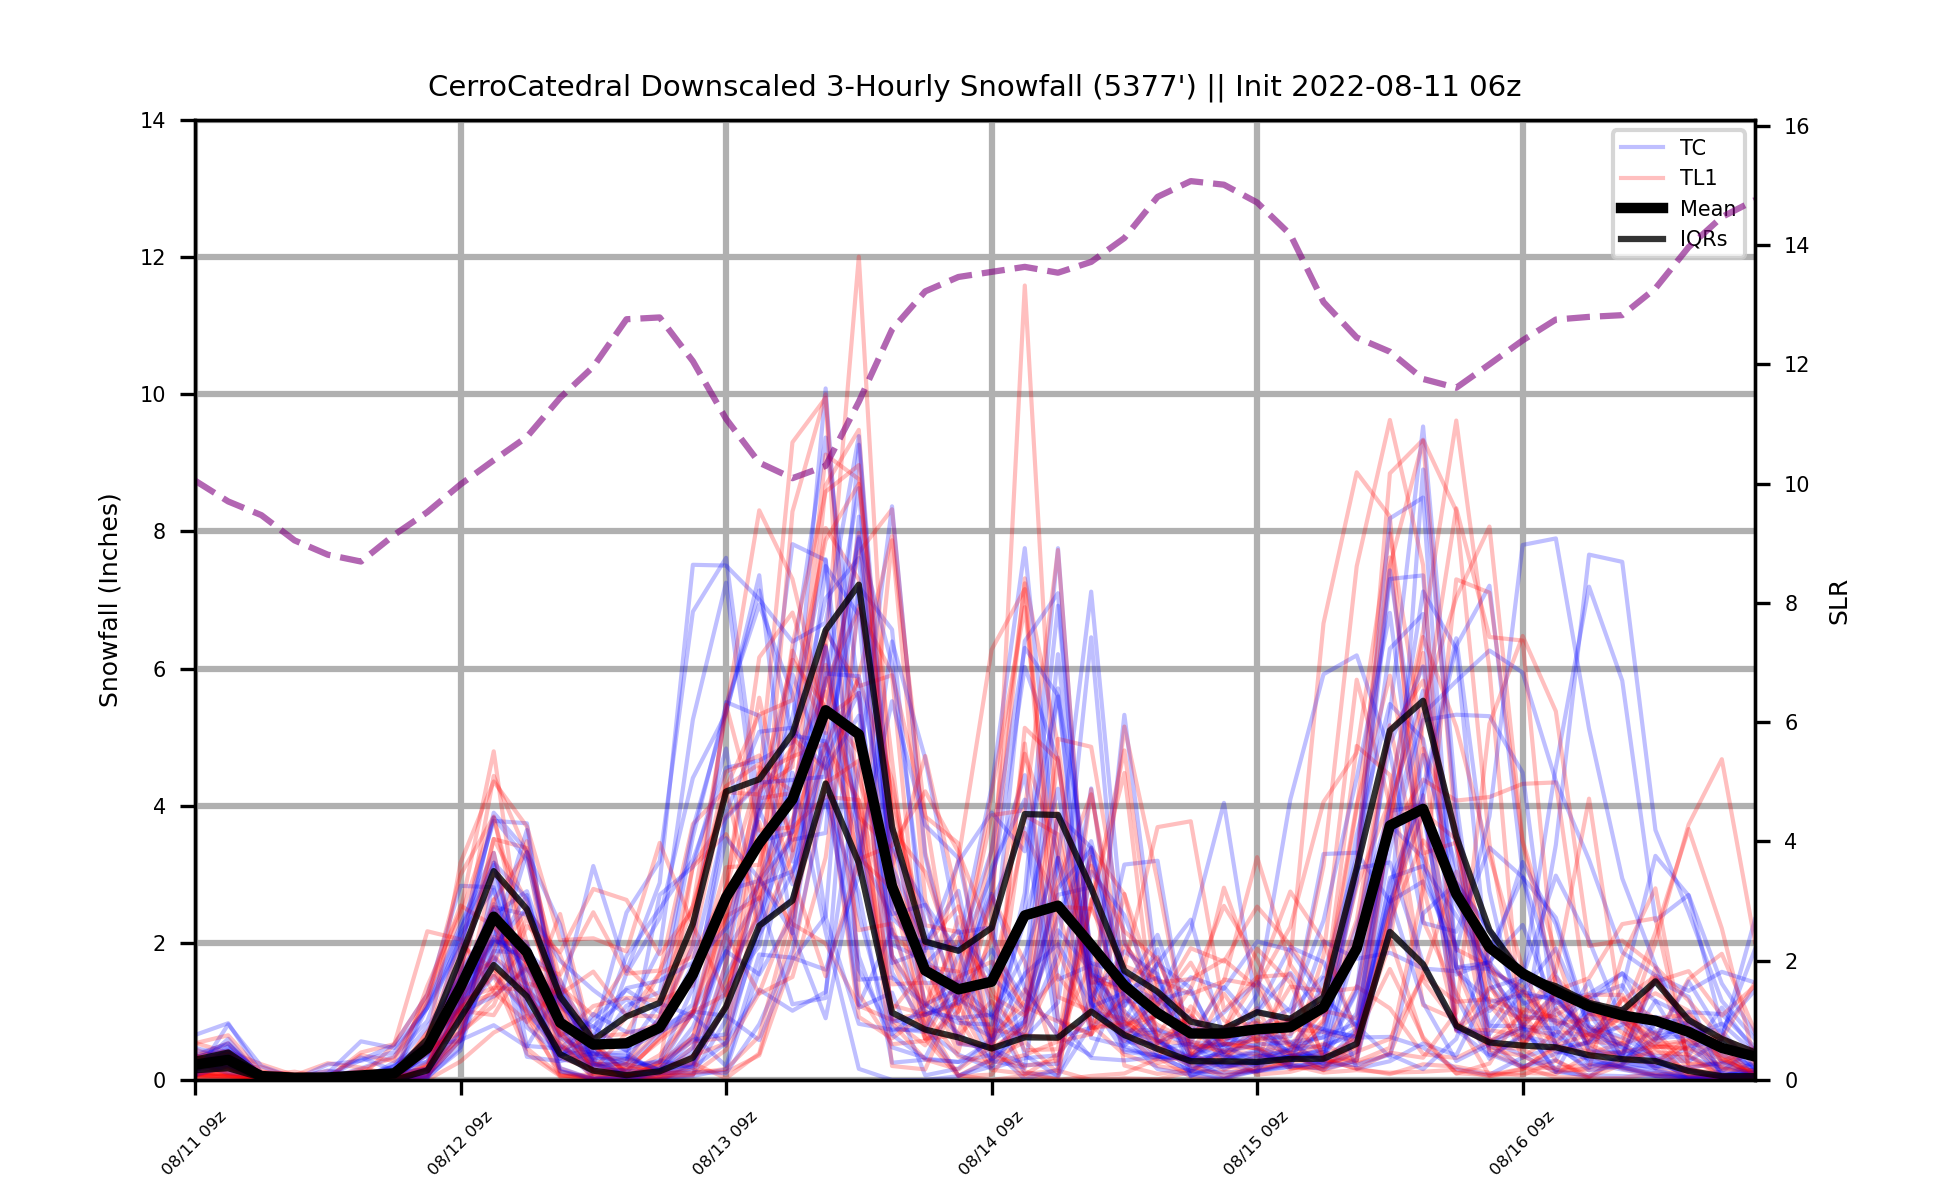 CerroCatedral Downscaled 3-Hourly Snowfall (5377') || Init 2022-08-11 06z
14
12
10
8
6
4
2
0
Snowfall (Inches)
16
14
12
10
8
6
4
2
0
SLR
TC
TL1
Mean
IQRs
08/11 09z
08/12 09z
08/13 09z
08/14 09z
08/15 09z
08/16 09z